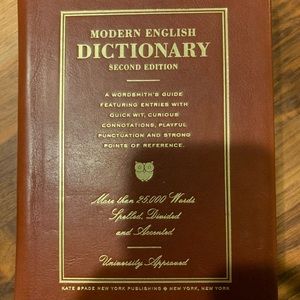 MODERN ENGLISH
DICTIONARY
SECOND EDITION
A WORDSMITH'S GUIDE
FEATURING ENTRIES WITH
QUICK WIT, CURIOUS
CONNOTATIONS, PLAYFUL
PUNCTUATION AND STRONG
POINTS OF REFERENCE.
More than 25,000 Words
Spelled, Divided
and Accented
University Approved
KATE SPADE NEW YORK PUBLISHING NEW YORK, NEW YORK